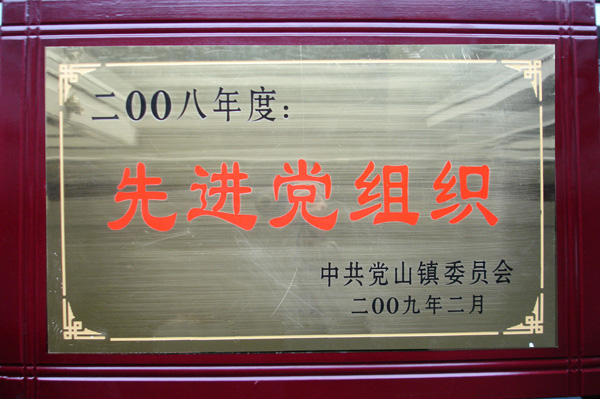 二00八年度：
先进党组织
中共党山镇委员会
二00九年二月